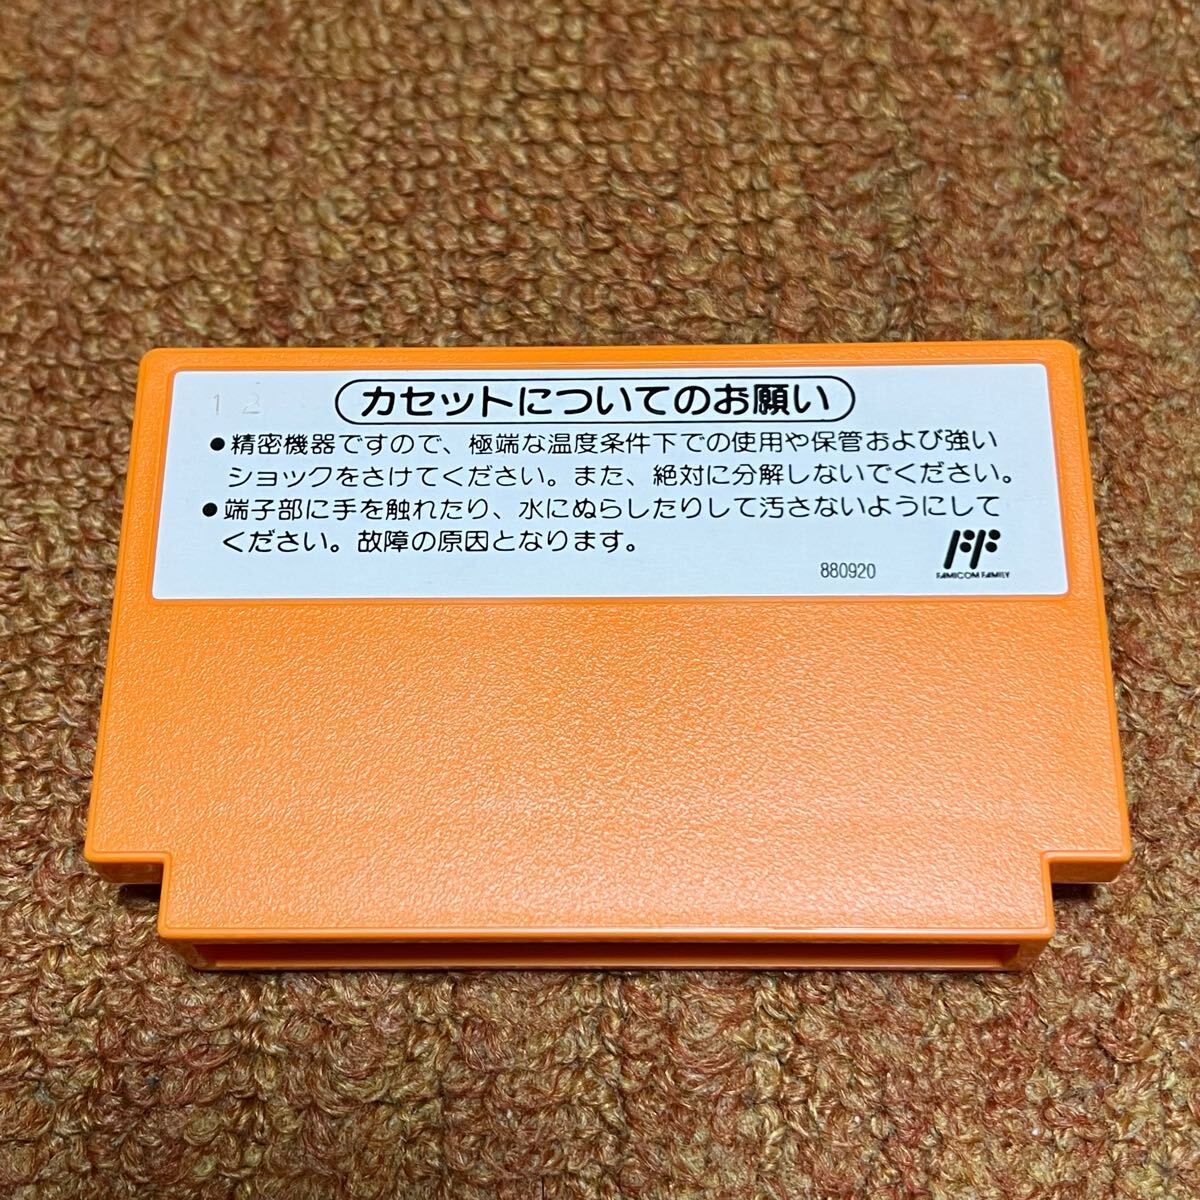 12
カセットについてのお願い
●精密機器ですので、極端な温度条件下での使用や保管および強い
ショックをさけてください。また、絶対に分解しないでください。
●端子部に手を触れたり、水にぬらしたりして汚さないようにして
ください。故障の原因となります。
880920
FF
FAMICOM FAMILY